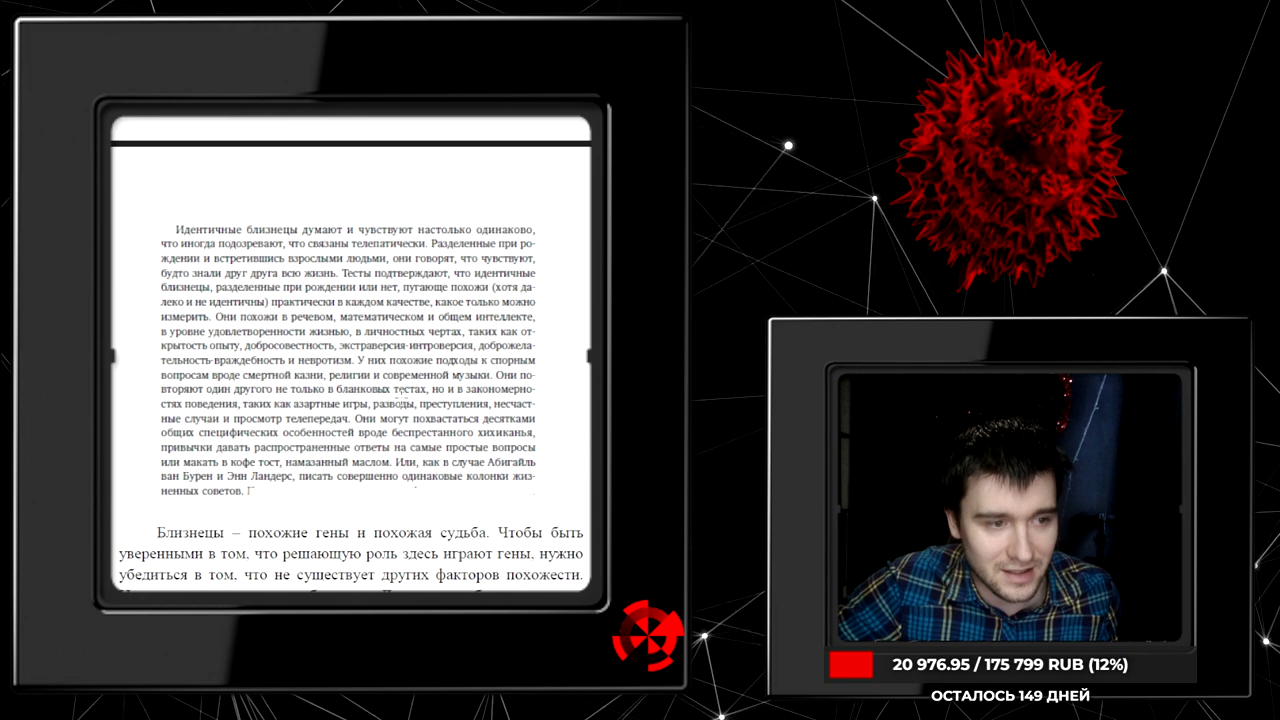 Идентичные близнецы думают и чувствуют настолько одинаково,
что иногда подозревают, что связаны телепатически. Разделенные при ро-
ждении и встретившись взрослыми людьми, они говорят, что чувствуют,
будто знали друг друга всю жизнь. Тесты подтверждают, что идентичные
близнецы, разделенные при рождении или нет, пугающе похожи (хотя да-
леко и не идентичны) практически в каждом качестве, какое только можно
измерить. Они похожи в речевом, математическом и общем интеллекте,
в уровне удовлетворенности жизнью, в личностных чертах, таких как от-
крытость опыту, добросовестность, экстраверсия-интроверсия, доброжела-
тельность-враждебность и невротизм. У них похожие подходы к спорным
вопросам вроде смертной казни, религии и современной музыки. Они по-
вторяют один другого не только в бланковых тестах, но и в закономерно-
стях поведения, таких как азартные игры, разводы, преступления, несчаст-
ные случаи и просмотр телепередач. Они могут похвастаться десятками
общих специфических особенностей вроде беспрестанного хихиканья,
привычки давать распространенные ответы на самые простые вопросы
или макать в кофе тост, намазанный маслом. Или, как в случае Абигайль
ван Бурен и Энн Ландерс, писать совершенно одинаковые колонки жиз-
ненных советов.
Близнецы – похожие гены и похожая судьба. Чтобы быть
уверенными в том, что решающую роль здесь играют гены, нужно
убедиться в том, что не существует других факторов похожести.
20 976.95 / 175 799 RUB (12%)
ОСТАЛОСЬ 149 ДНЕЙ